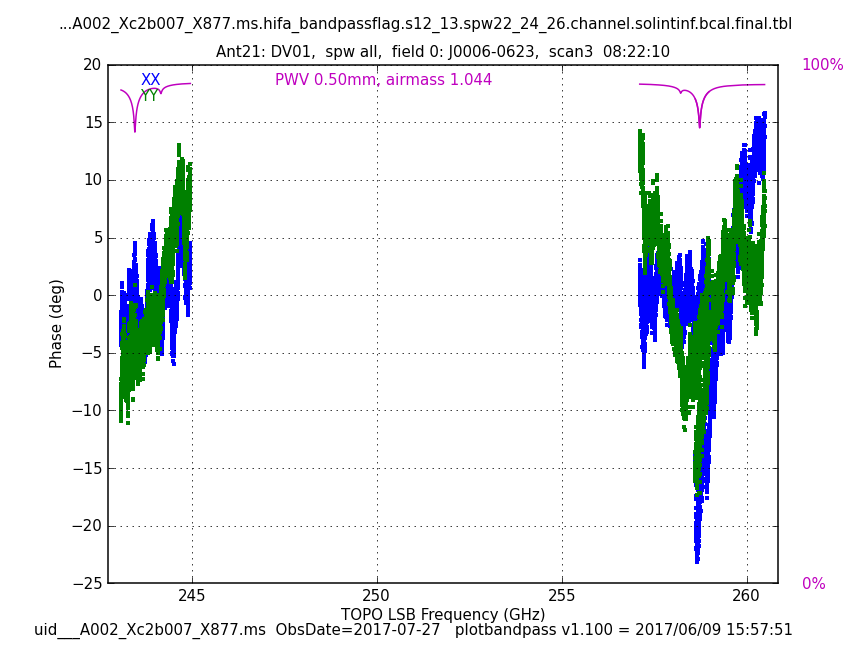 ...A002_Xc2b007_X877.ms.hifa_bandpassflag.s12_13.spw22_24_26.channel.solintinf.bcal.final.tbl
Ant21: DV01,  spw all,  field 0: J0006-0623,  scan3  08:22:10
XX
YY
PWV 0.50mm, airmass 1.044
100%
0%
20
15
10
5
0
−5
−10
−15
−20
−25
Phase (deg)
245
250
255
260
TOPO LSB Frequency (GHz)
uid___A002_Xc2b007_X877.ms  ObsDate=2017-07-27   plotbandpass v1.100 = 2017/06/09 15:57:51